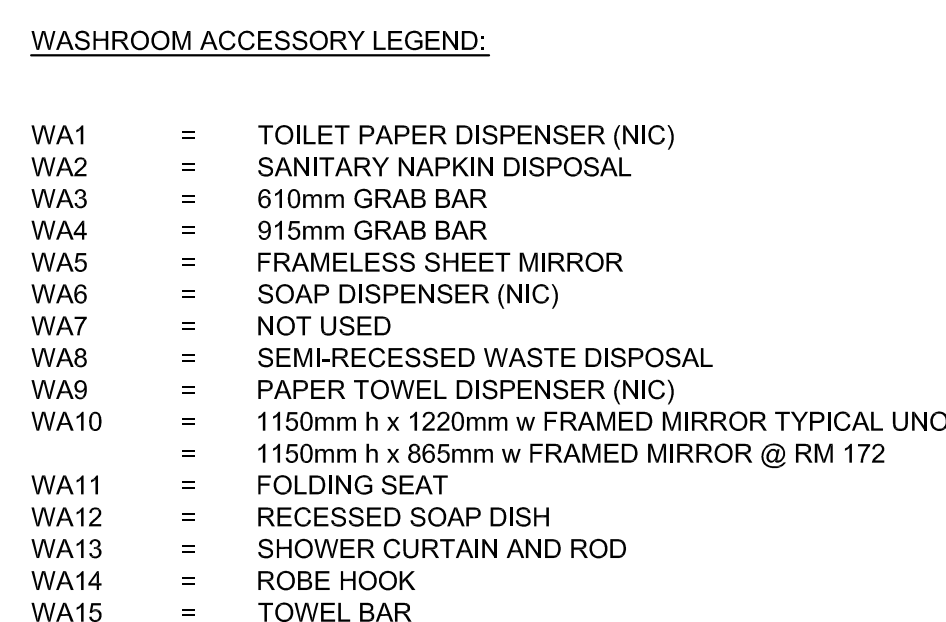 WASHROOM ACCESSORY LEGEND:
WA1 = TOILET PAPER DISPENSER (NIC)
WA2 = SANITARY NAPKIN DISPOSAL
WA3 = 610mm GRAB BAR
WA4 = 915mm GRAB BAR
WA5 = FRAMELESS SHEET MIRROR
WA6 = SOAP DISPENSER (NIC)
WA7 = NOT USED
WA8 = SEMI-RECESSED WASTE DISPOSAL
WA9 = PAPER TOWEL DISPENSER (NIC)
WA10 = 1150mm h x 1220mm w FRAMED MIRROR TYPICAL UNO
= 1150mm h x 865mm w FRAMED MIRROR @ RM 172
WA11 = FOLDING SEAT
WA12 = RECESSED SOAP DISH
WA13 = SHOWER CURTAIN AND ROD
WA14 = ROBE HOOK
WA15 = TOWEL BAR